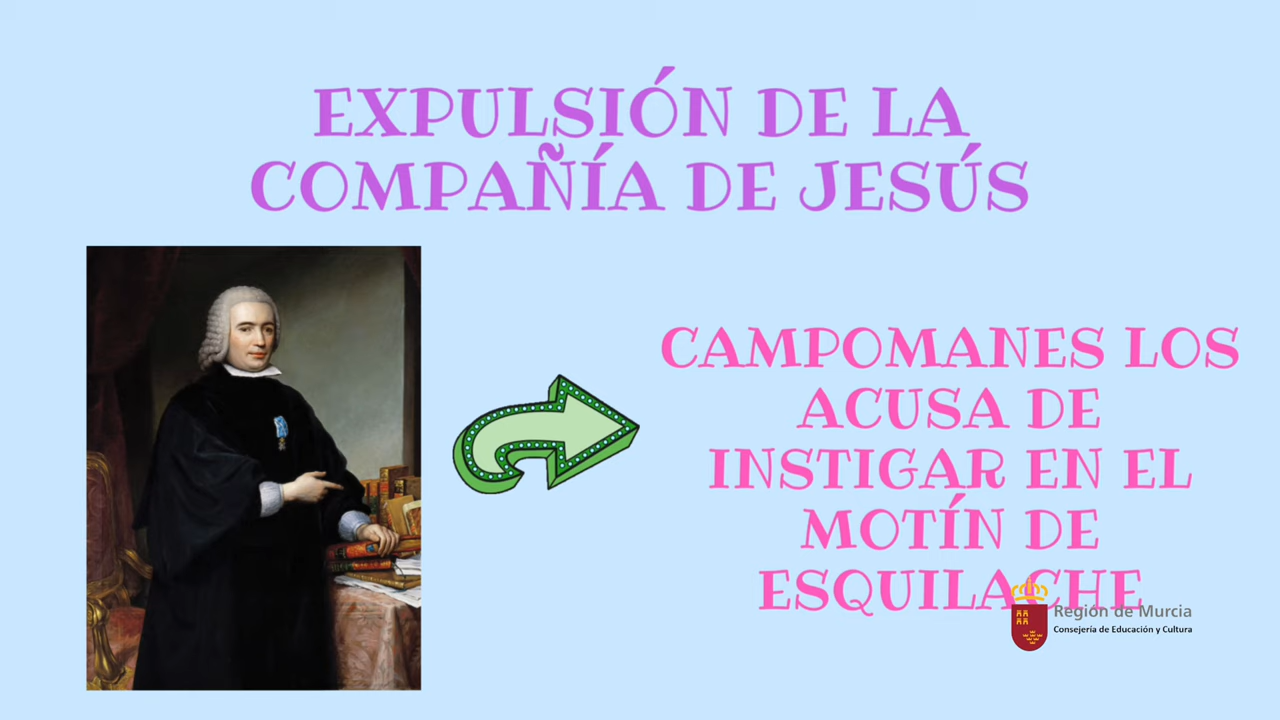 EXPULSIÓN DE LA
COMPAÑÍA DE JESÚS
CAMPOMANES LOS
ACUSA DE
INSTIGAR EN EL
MOTÍN DE
ESQUILACHE
Región de Murcia
Consejería de Educación y Cultura